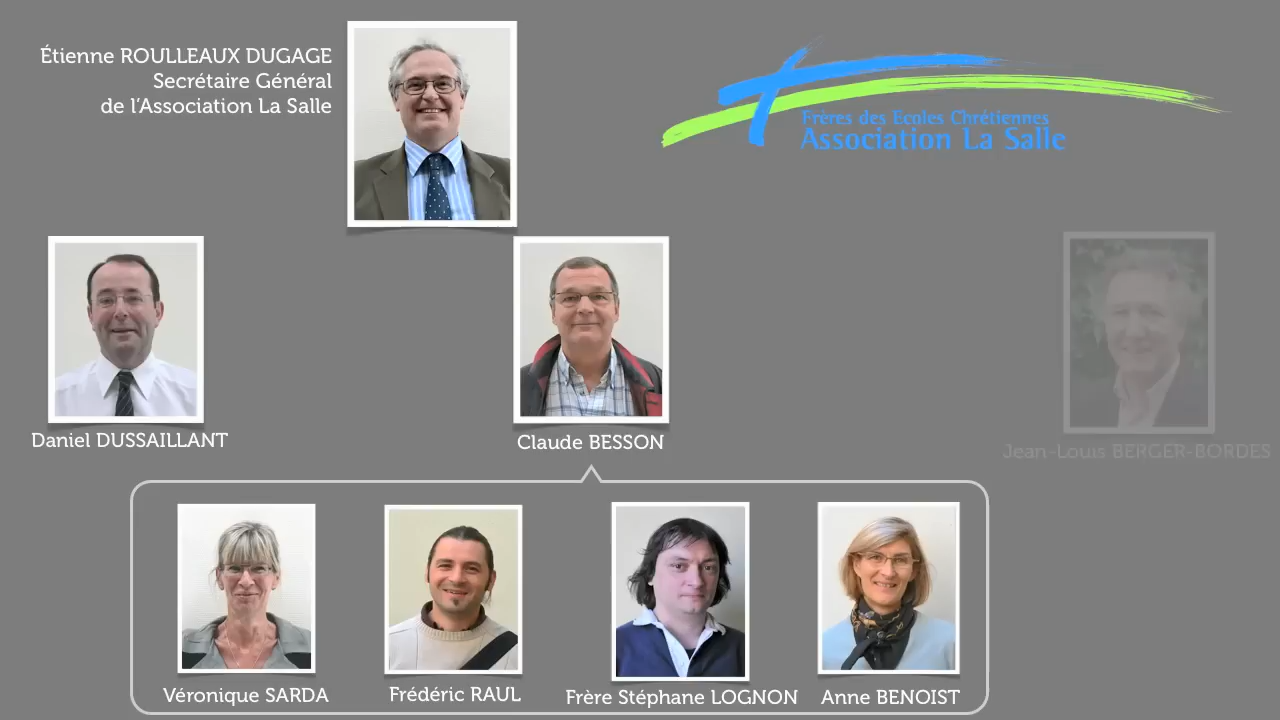 Étienne ROULLEAUX DUGAGE
Secrétaire Général
de l'Association La Salle
Frères des Ecoles Chrétiennes
Association La Salle
Daniel DUSSAILLANT
Claude BESSON
Jean-Louis BERGER-BORDES
Véronique SARDA
Frédéric RAUL
Frère Stéphane LOGNON
Anne BENOIST